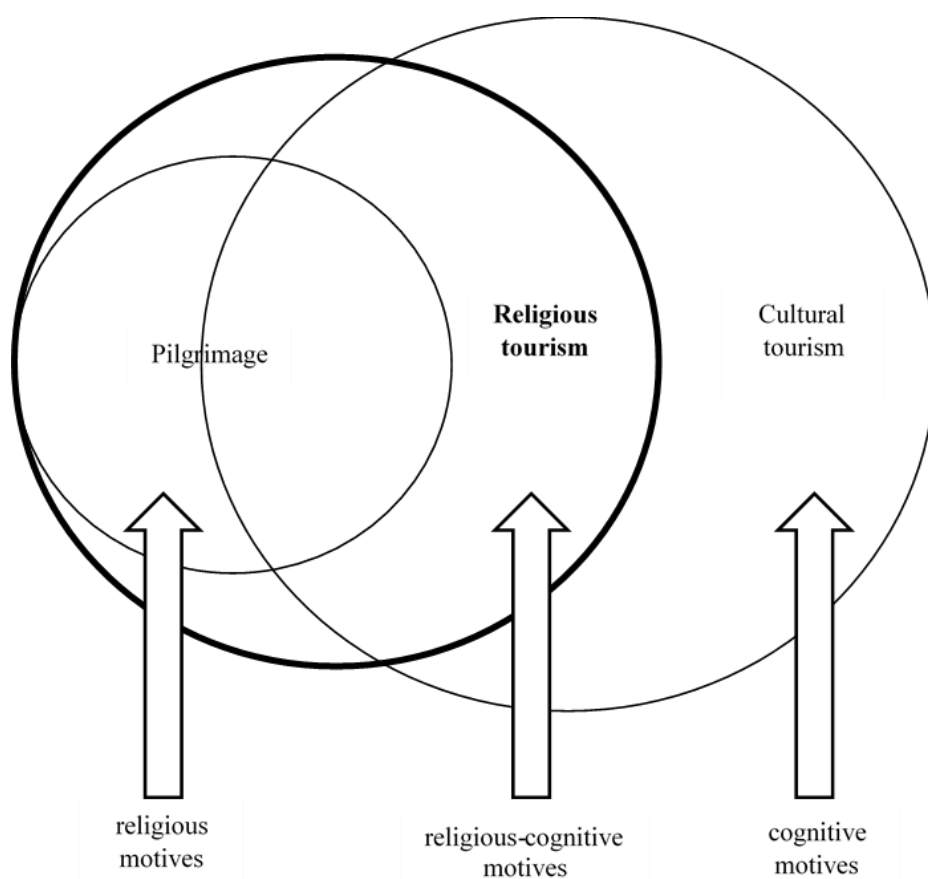 Pilgrimage
Religious
tourism
Cultural
tourism
religious
motives
religious-cognitive
motives
cognitive
motives